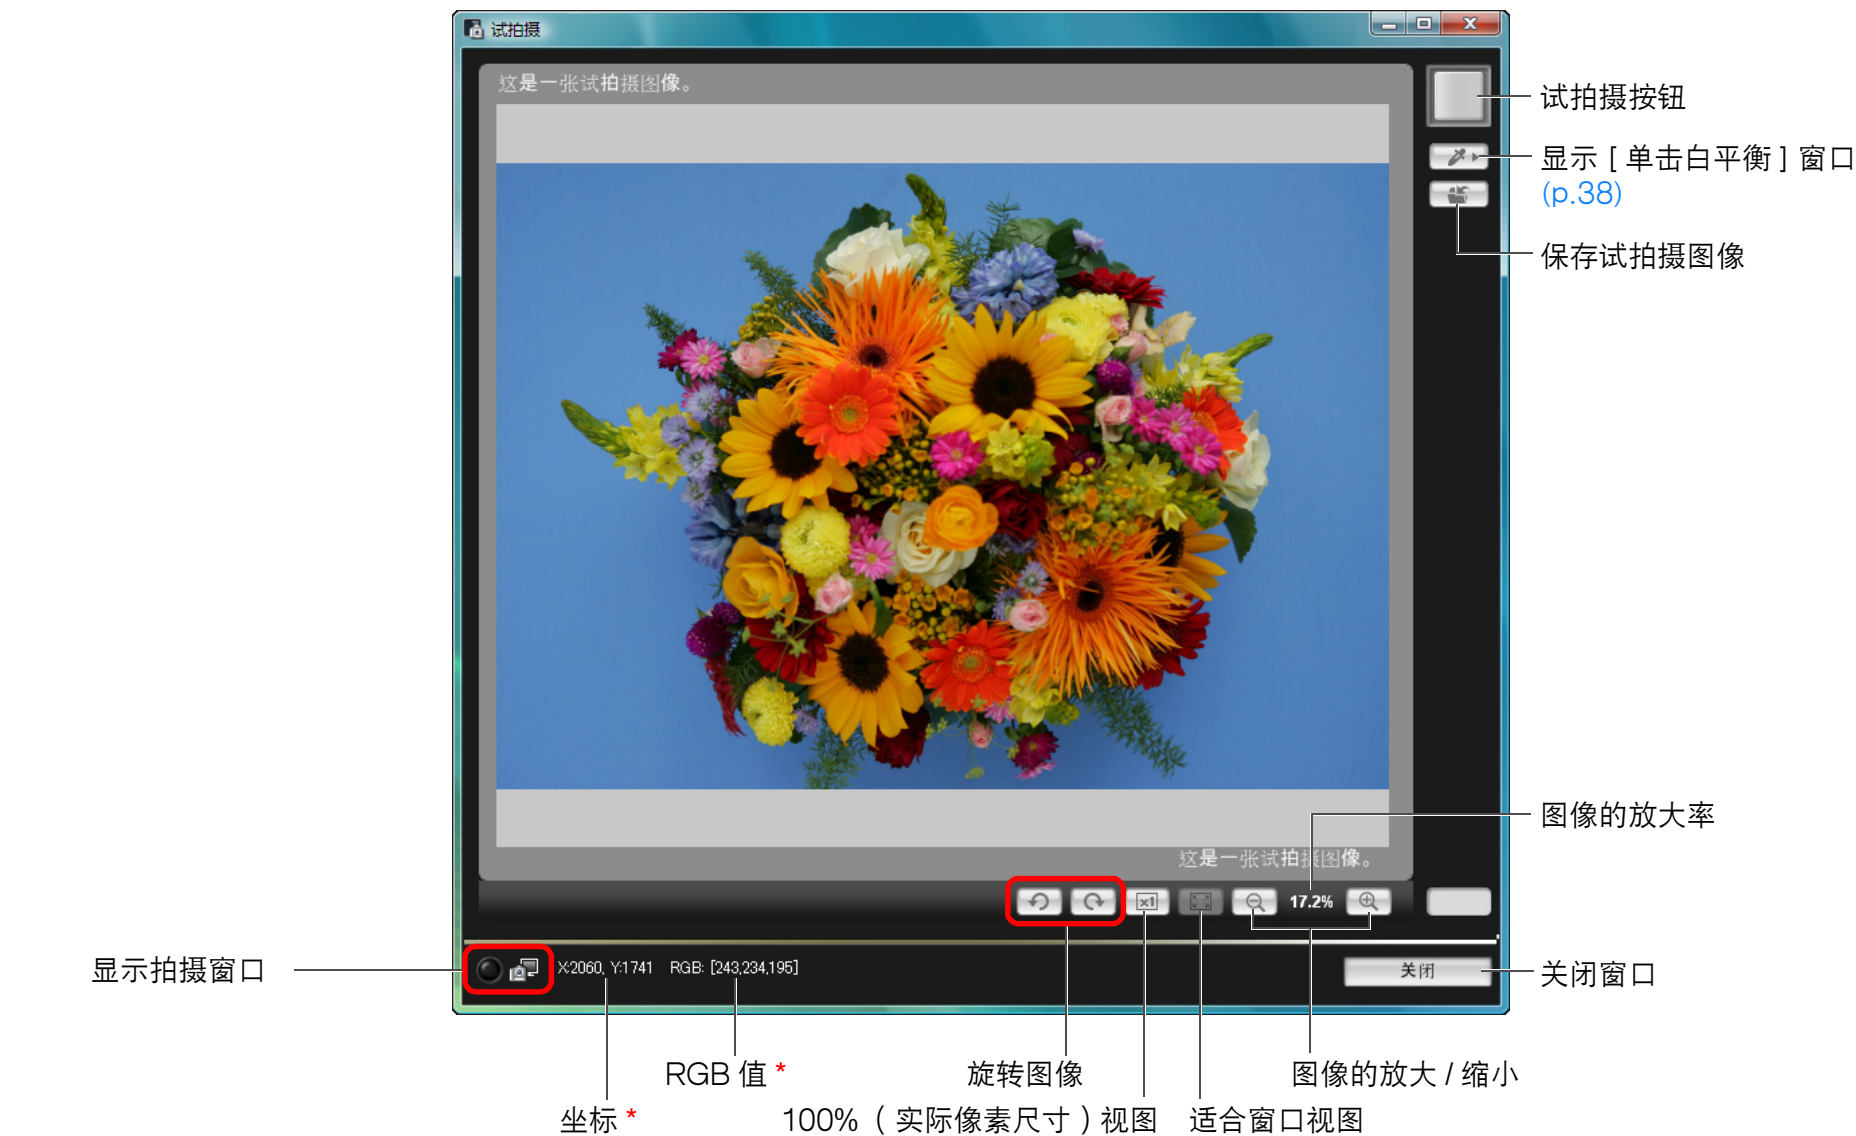 试拍摄
这是一张试拍摄图像。
试拍摄按钮
显示 [ 单击白平衡 ] 窗口
(p.38)
保存试拍摄图像
图像的放大率
这是一张试拍摄图像。
x1
17.2%
显示拍摄窗口
X:2060, Y:1741 RGB: [243,234,195]
关闭
关闭窗口
RGB 值 *
旋转图像
图像的放大 / 缩小
坐标 *
100% ( 实际像素尺寸 ) 视图
适合窗口视图